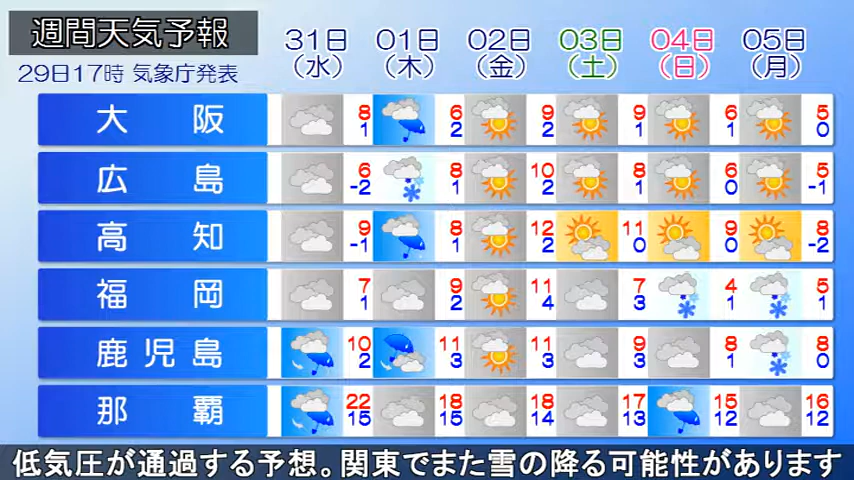 週間天気予報
29日17時 気象庁発表
31日 01日 02日 03日 04日 05日
(水) (木) (金) (土) (日) (月)
大阪 8 1 6 2 9 2 9 1 6 1 5 0
広島 6 -2 8 1 10 2 8 1 6 0 5 -1
高知 9 -1 8 1 12 2 11 0 9 0 8 -2
福岡 7 1 9 2 11 4 7 3 4 1 5 1
鹿児島 10 2 11 3 11 3 9 3 8 1 8 0
那覇 22 15 18 15 18 14 17 13 15 12 16 12
低気圧が通過する予想。関東でまた雪の降る可能性があります